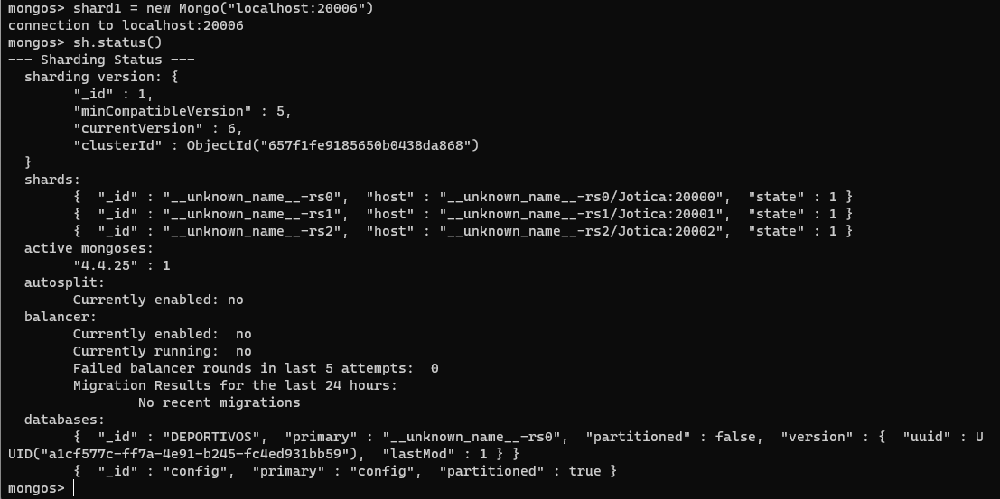 mongos> shard1 = new Mongo("localhost:20006")
connection to localhost:20006
mongos> sh.status()
--- Sharding Status ---
  sharding version: {
        "_id" : 1,
        "minCompatibleVersion" : 5,
        "currentVersion" : 6,
        "clusterId" : ObjectId("657f1fe9185650b0438da868")
  }
  shards:
        {  "_id" : "__unknown_name__-rs0",  "host" : "__unknown_name__-rs0/Jotica:20000",  "state" : 1 }
        {  "_id" : "__unknown_name__-rs1",  "host" : "__unknown_name__-rs1/Jotica:20001",  "state" : 1 }
        {  "_id" : "__unknown_name__-rs2",  "host" : "__unknown_name__-rs2/Jotica:20002",  "state" : 1 }
  active mongoses:
        "4.4.25" : 1
  autosplit:
        Currently enabled: no
  balancer:
        Currently enabled:  no
        Currently running:  no
        Failed balancer rounds in last 5 attempts:  0
        Migration Results for the last 24 hours:
                No recent migrations
  databases:
        {  "_id" : "DEPORTIVOS",  "primary" : "__unknown_name__-rs0",  "partitioned" : false,  "version" : {  "uuid" : U
UID("a1cf577c-ff7a-4e91-b245-fc4ed931bb59"),  "lastMod" : 1 } }
        {  "_id" : "config",  "primary" : "config",  "partitioned" : true }
mongos>